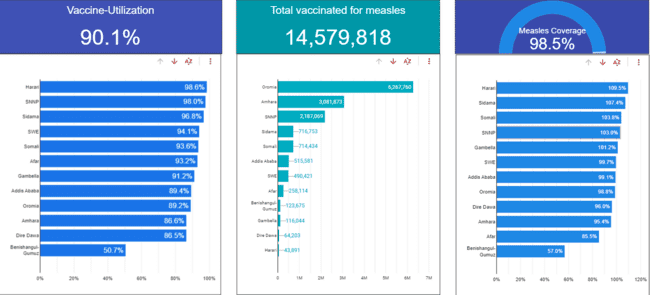 Vaccine-Utilization
90.1%
Harari 98.6%
SNNP 98.0%
Sidama 96.8%
SWE 94.1%
Somali 93.6%
Afar 93.2%
Gambella 91.2%
Addis Ababa 89.4%
Oromia 89.2%
Amhara 86.6%
Dire Dawa 86.5%
Benishangul-
Gumuz 50.7%
0% 20% 40% 60% 80% 100%
Total vaccinated for measles
14,579,818
Oromia 6,267,760
Amhara 3,081,873
SNNP 2,187,069
Sidama 716,753
Somali 714,434
Addis Ababa 515,581
SWE 490,421
Afar 258,114
Benishangul-
Gumuz 123,675
Gambella 116,044
Dire Dawa 64,203
Harari 43,891
0 1M 2M 3M 4M 5M 6M 7M
Measles Coverage
98.5%
Harari 109.5%
Sidama 107.4%
Somali 103.8%
SNNP 103.0%
Gambella 101.2%
SWE 99.7%
Addis Ababa 99.1%
Oromia 98.8%
Dire Dawa 96.0%
Amhara 95.4%
Afar 85.5%
Benishangul-
Gumuz 57.0%
0% 20% 40% 60% 80% 100% 120%